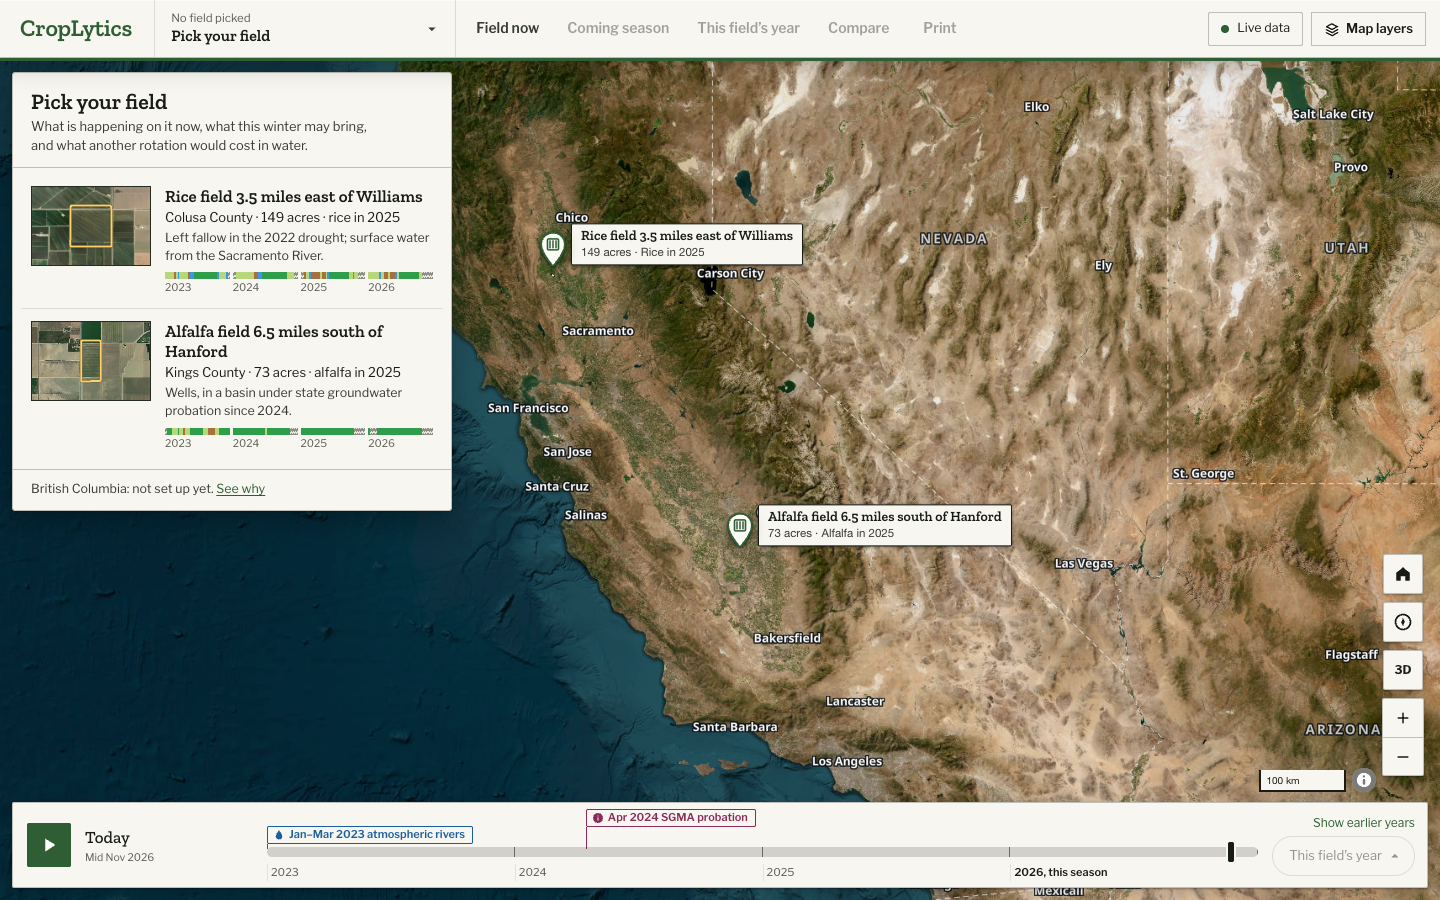 CropLytics
No field picked
Pick your field
Field now
Coming season
This field's year
Compare
Print
Live data
Map layers
Pick your field
What is happening on it now, what this winter may bring,
and what another rotation would cost in water.
Rice field 3.5 miles east of Williams
Colusa County · 149 acres · rice in 2025
Left fallow in the 2022 drought; surface water
from the Sacramento River.
2023 2024 2025 2026
Alfalfa field 6.5 miles south of
Hanford
Kings County · 73 acres · alfalfa in 2025
Wells, in a basin under state groundwater
probation since 2024.
2023 2024 2025 2026
British Columbia: not set up yet. See why
Elko
Salt Lake City
Provo
Chico
Rice field 3.5 miles east of Williams
149 acres · Rice in 2025
NEVADA
UTAH
Carson City
Ely
Sacramento
San Francisco
San Jose
St. George
Santa Cruz
Salinas
Alfalfa field 6.5 miles south of Hanford
73 acres · Alfalfa in 2025
Las Vegas
Bakersfield
Flagstaff
3D
Lancaster
Santa Barbara
ARIZONA
Los Angeles
100 km
Today
Mid Nov 2026
Jan–Mar 2023 atmospheric rivers
Apr 2024 SGMA probation
2023
2024
2025
2026, this season
Show earlier years
This field's year
Mexicali